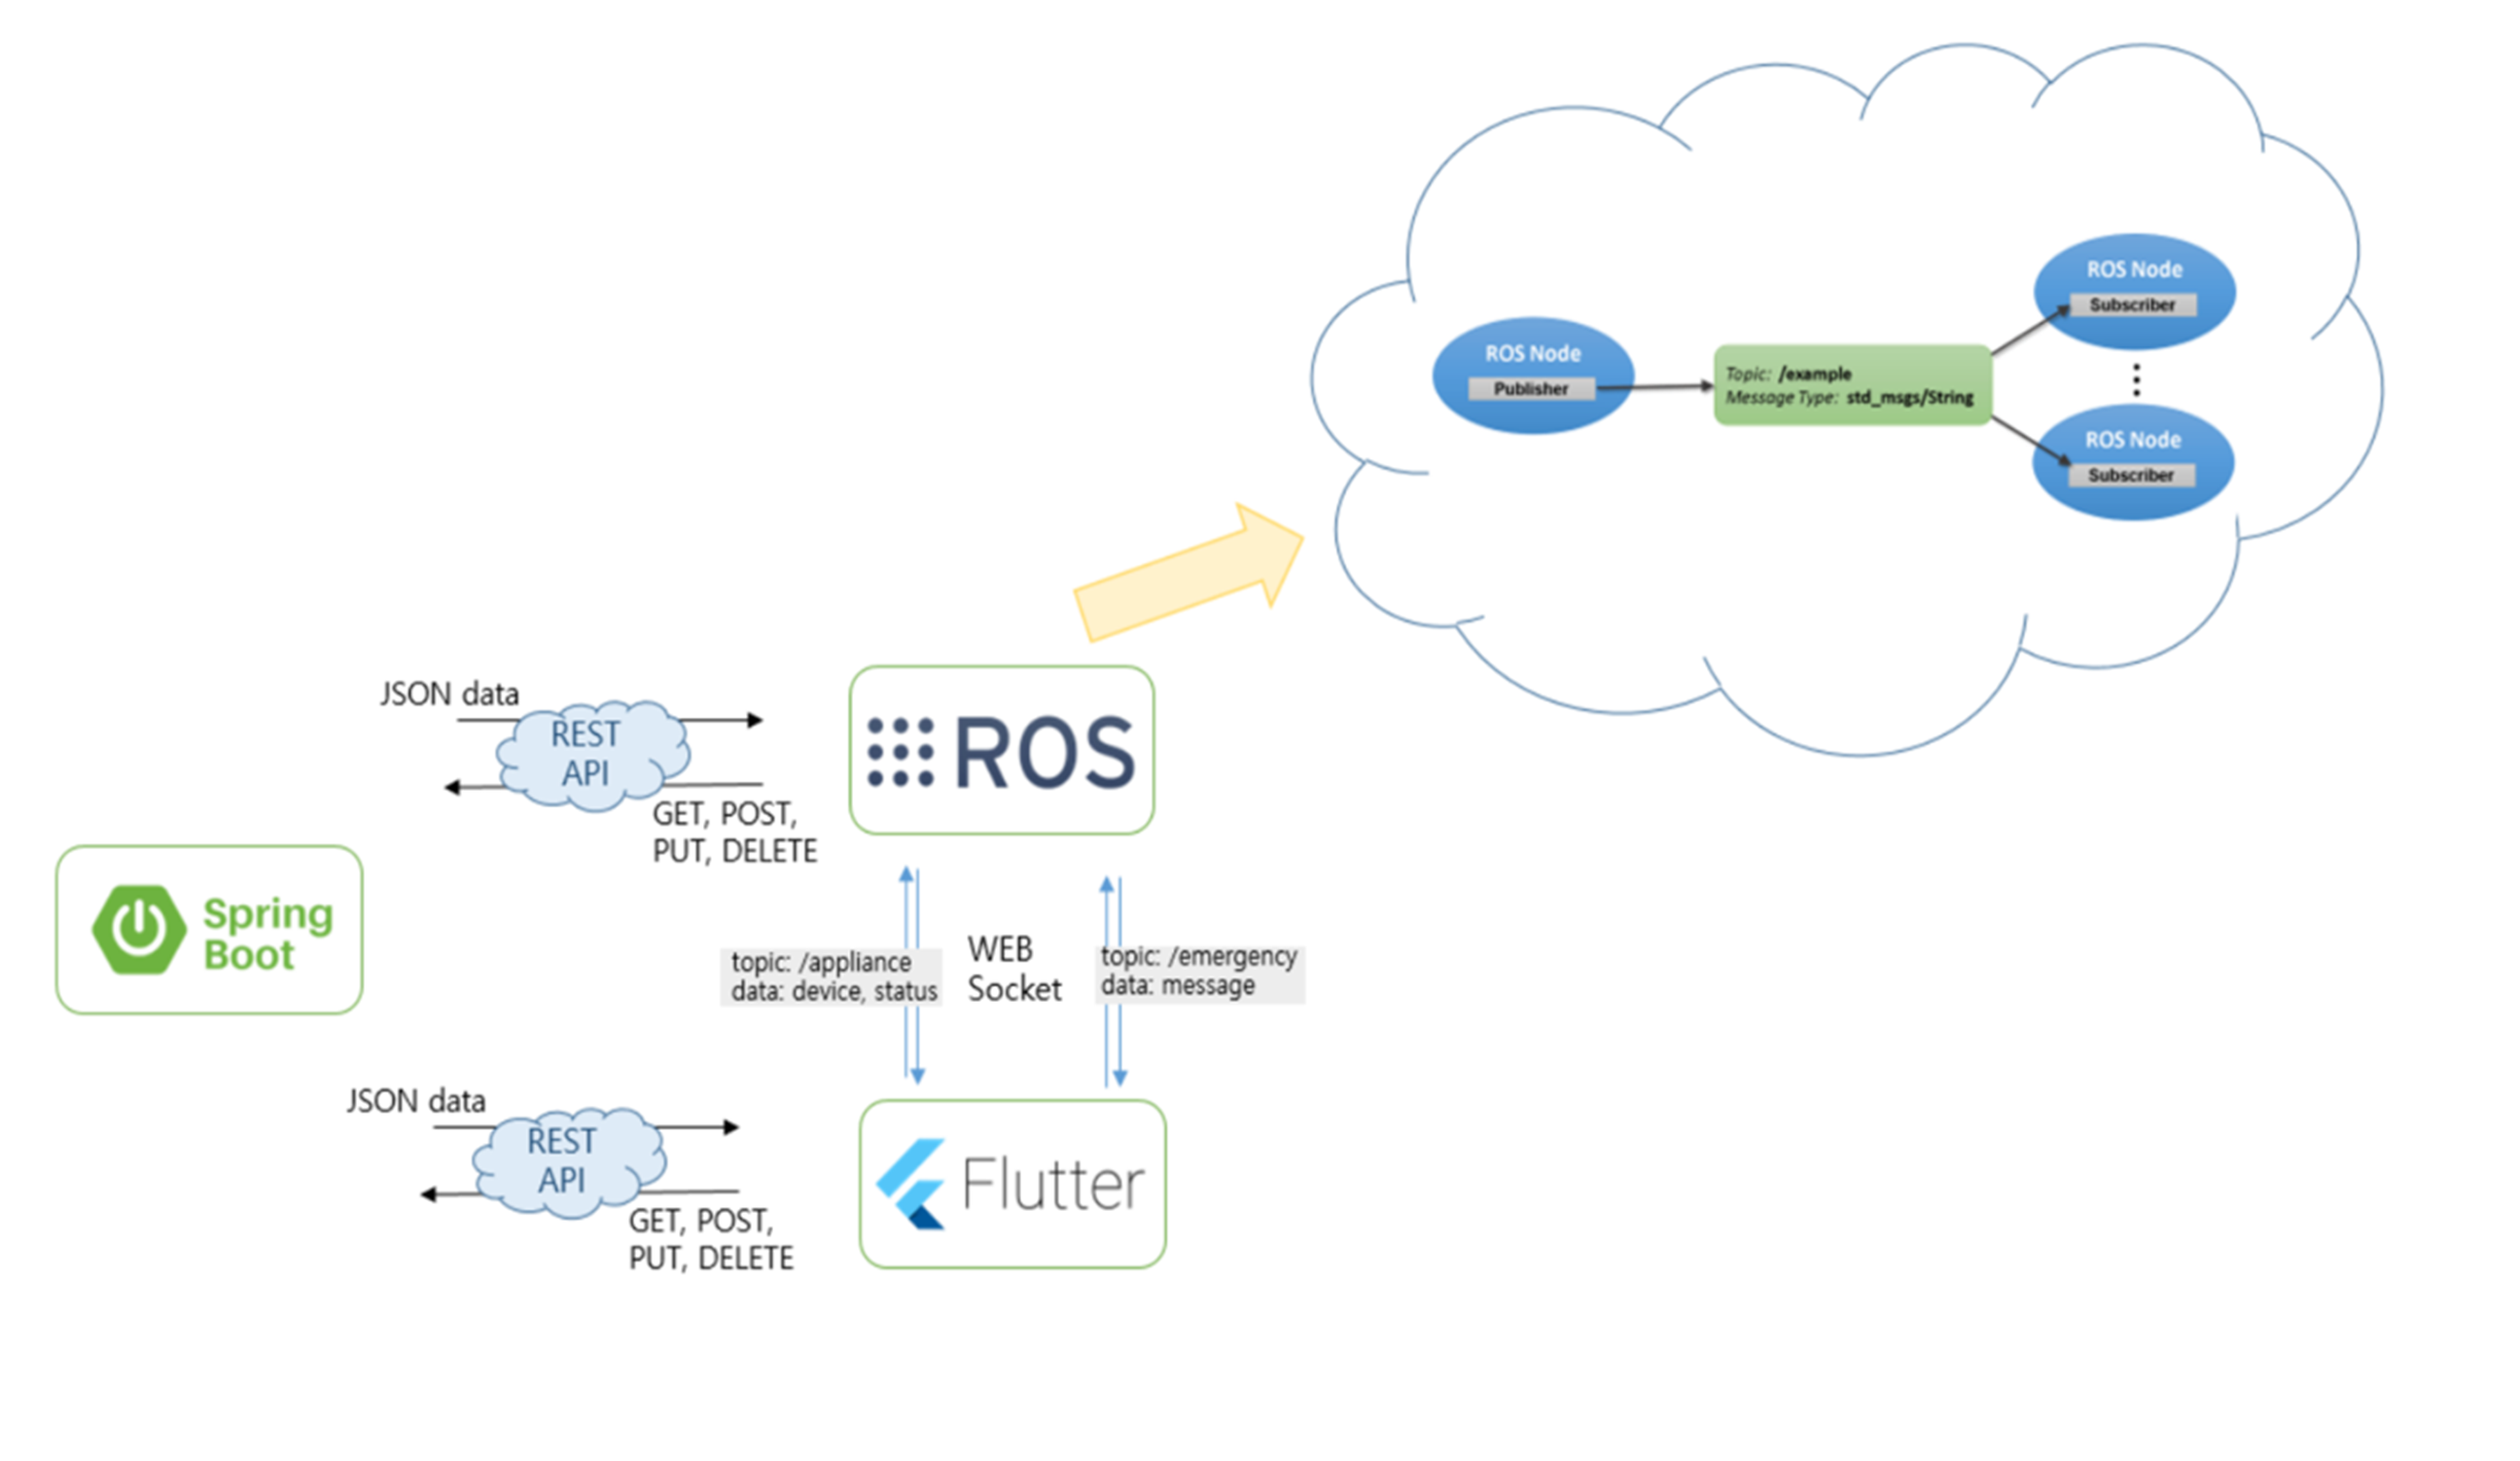 ROS Node
Publisher
Topic: /example
Message Type: std_msgs/String
ROS Node
Subscriber
ROS Node
Subscriber
JSON data
REST
API
GET, POST,
PUT, DELETE
ROS
Spring
Boot
topic: /appliance
data: device, status
WEB
Socket
topic: /emergency
data: message
JSON data
REST
API
GET, POST,
PUT, DELETE
Flutter